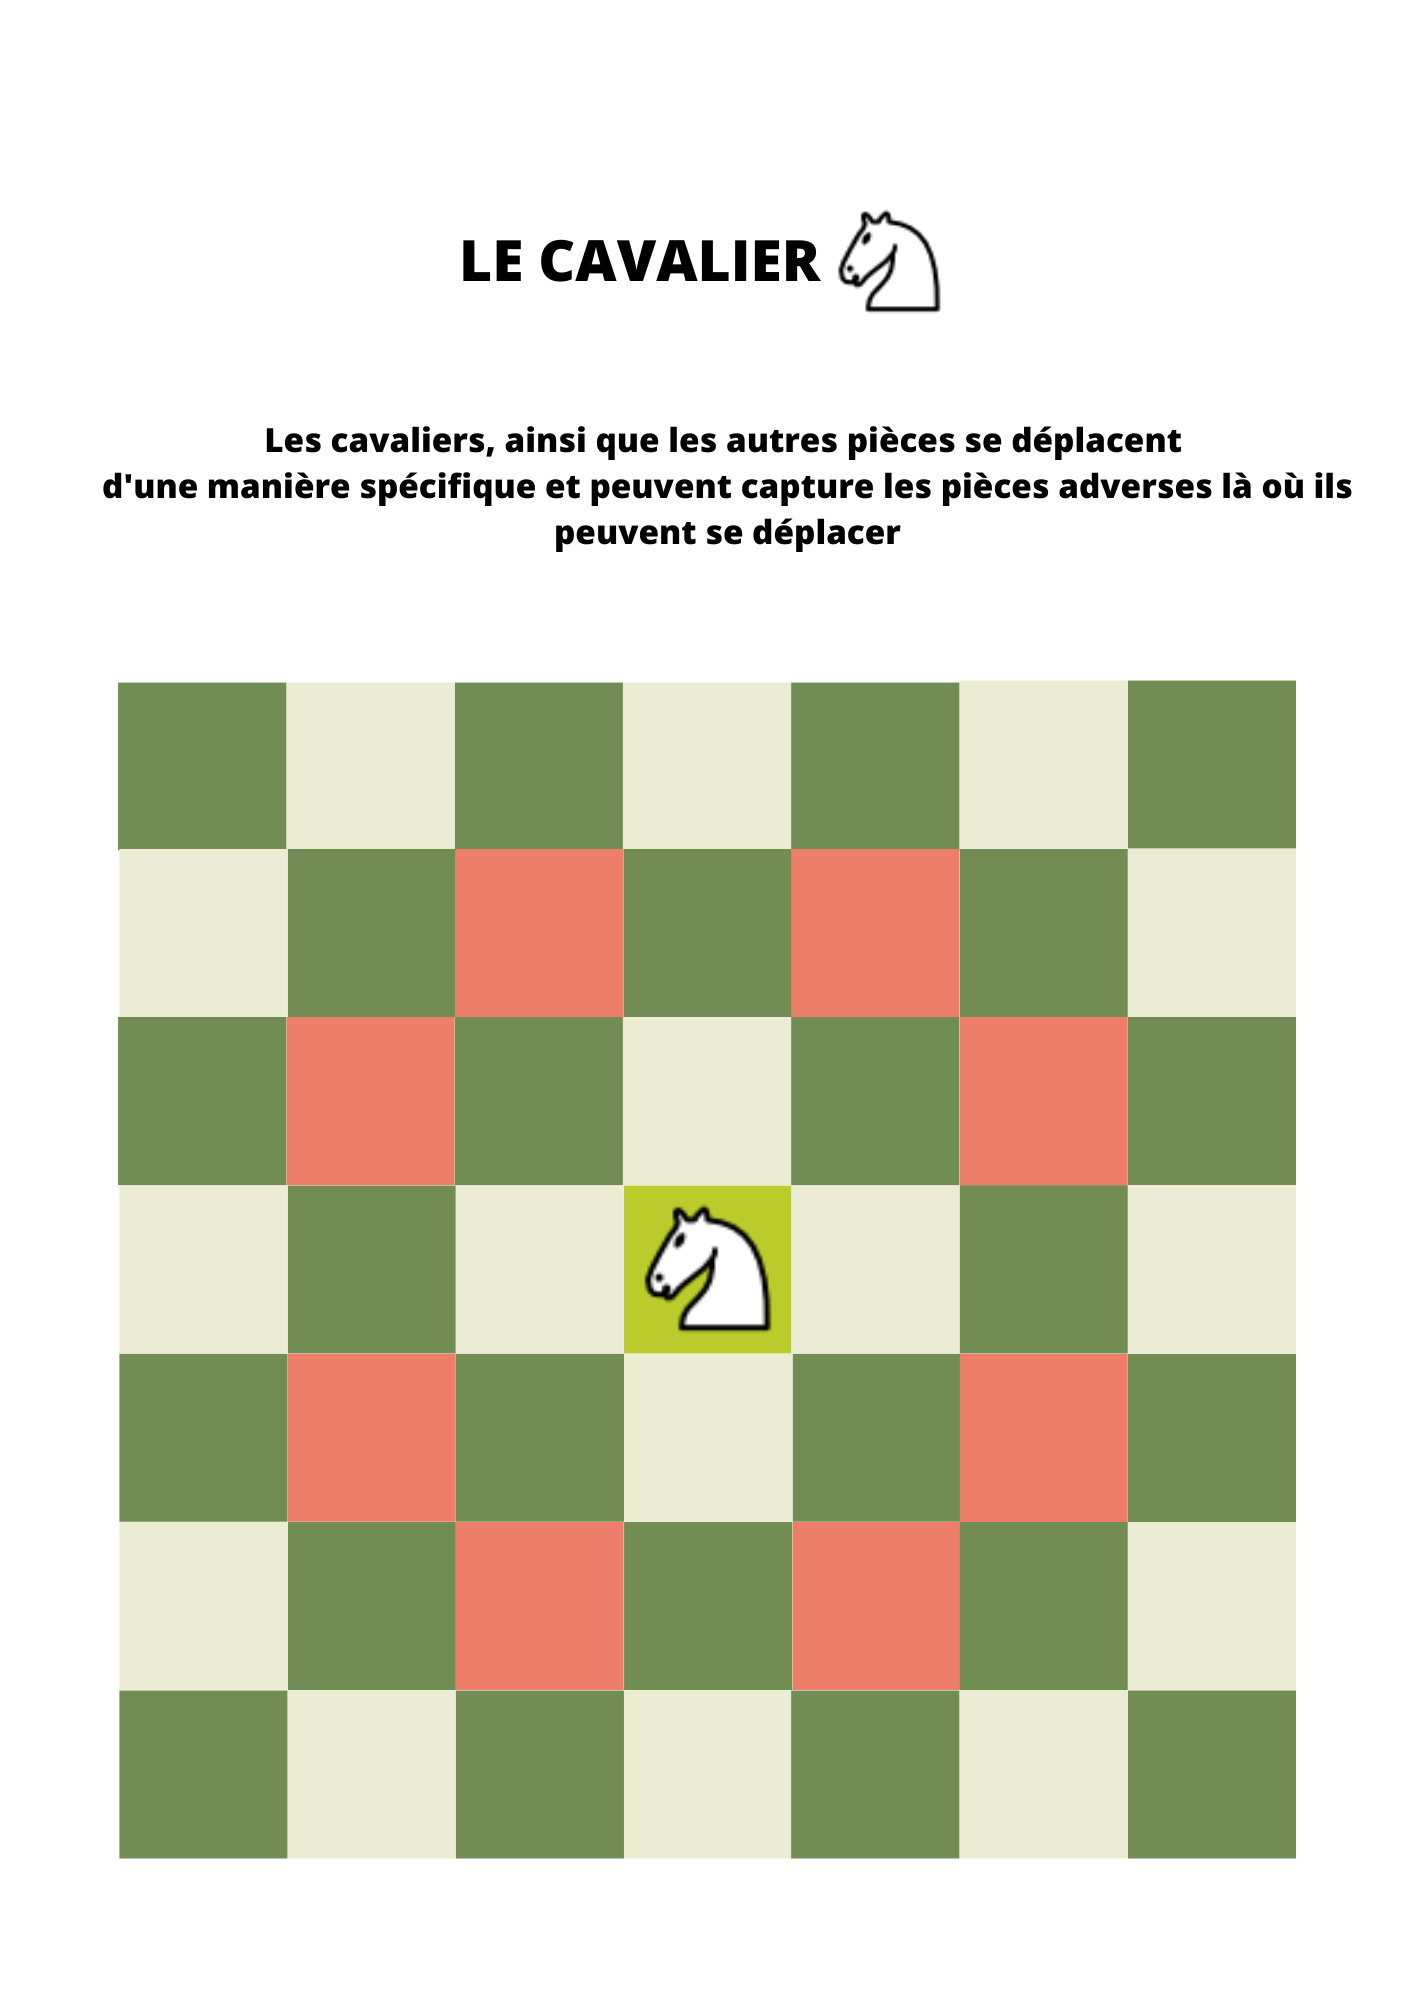 LE CAVALIER
Les cavaliers, ainsi que les autres pièces se déplacent
d'une manière spécifique et peuvent capture les pièces adverses là où ils
peuvent se déplacer